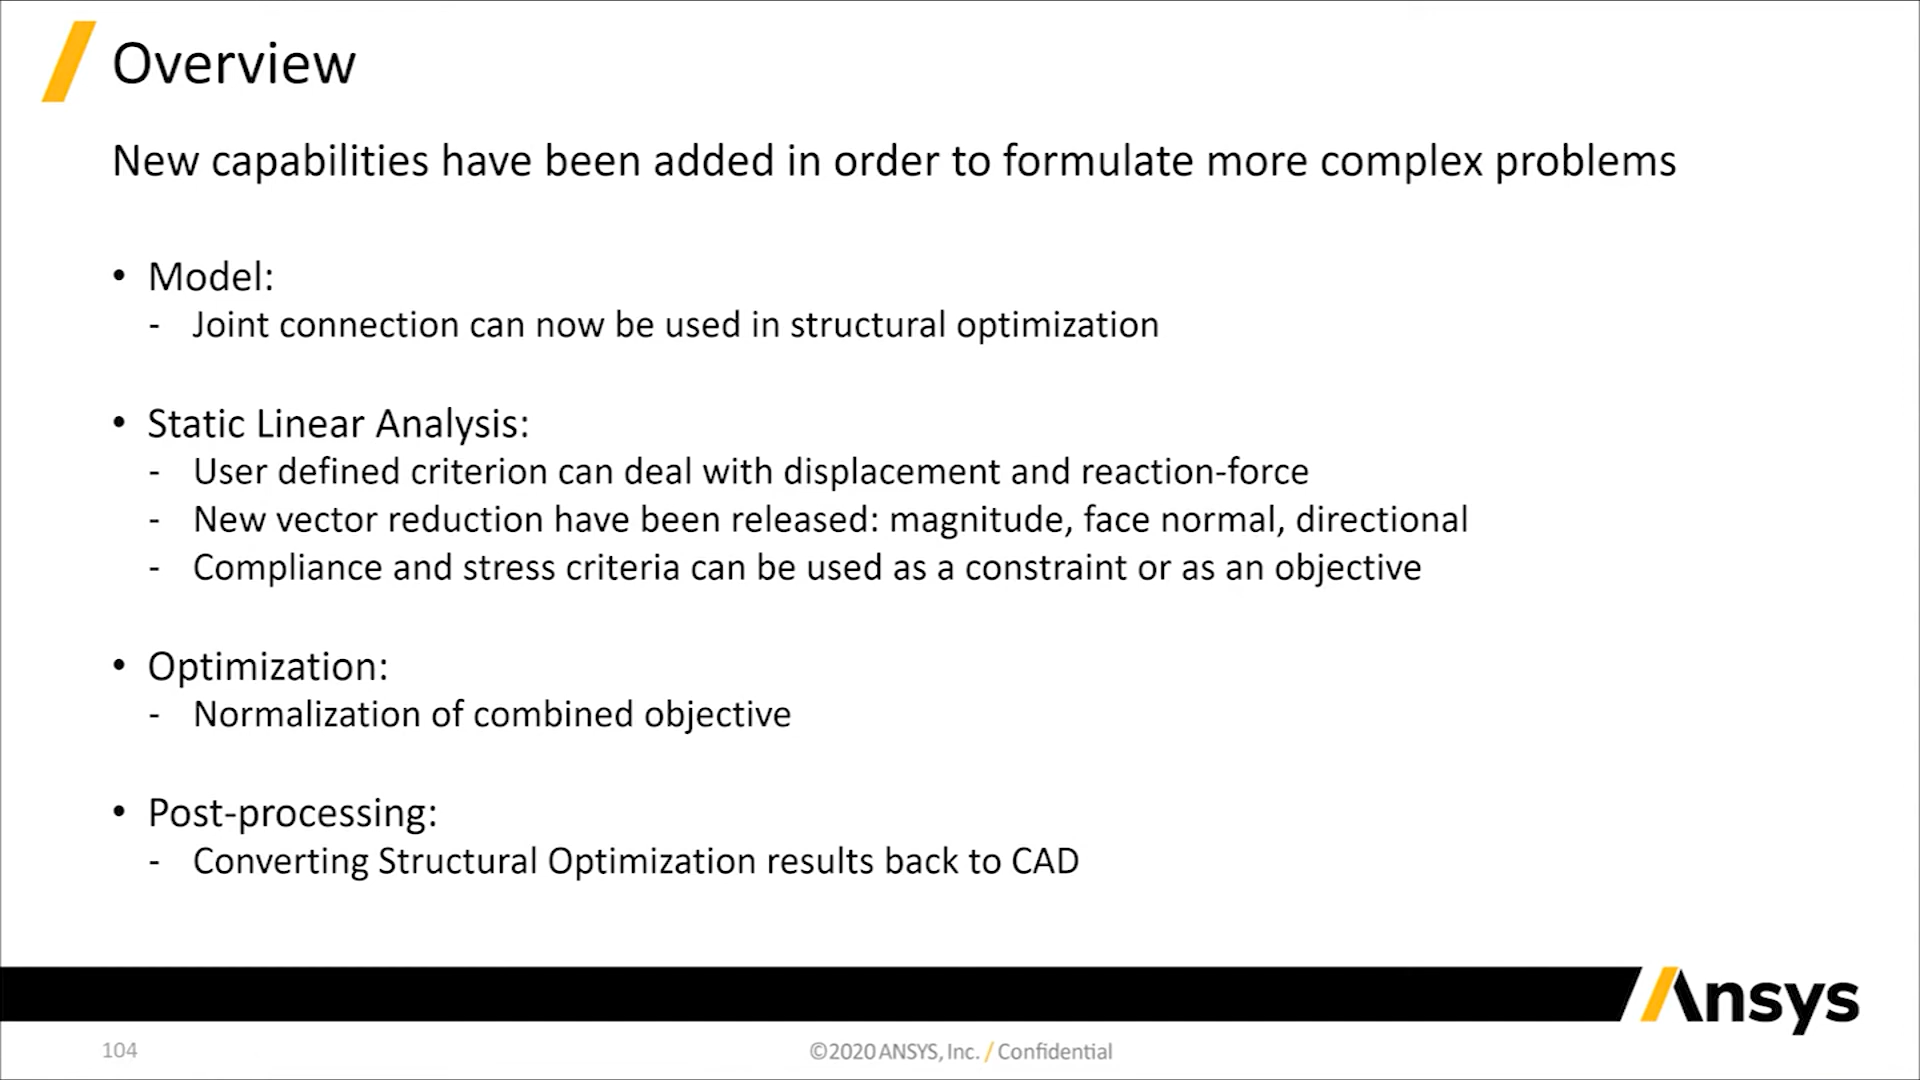 Overview
New capabilities have been added in order to formulate more complex problems
• Model:
- Joint connection can now be used in structural optimization
• Static Linear Analysis:
- User defined criterion can deal with displacement and reaction-force
- New vector reduction have been released: magnitude, face normal, directional
- Compliance and stress criteria can be used as a constraint or as an objective
• Optimization:
- Normalization of combined objective
• Post-processing:
- Converting Structural Optimization results back to CAD
Ansys
104
©2020 ANSYS, Inc. / Confidential